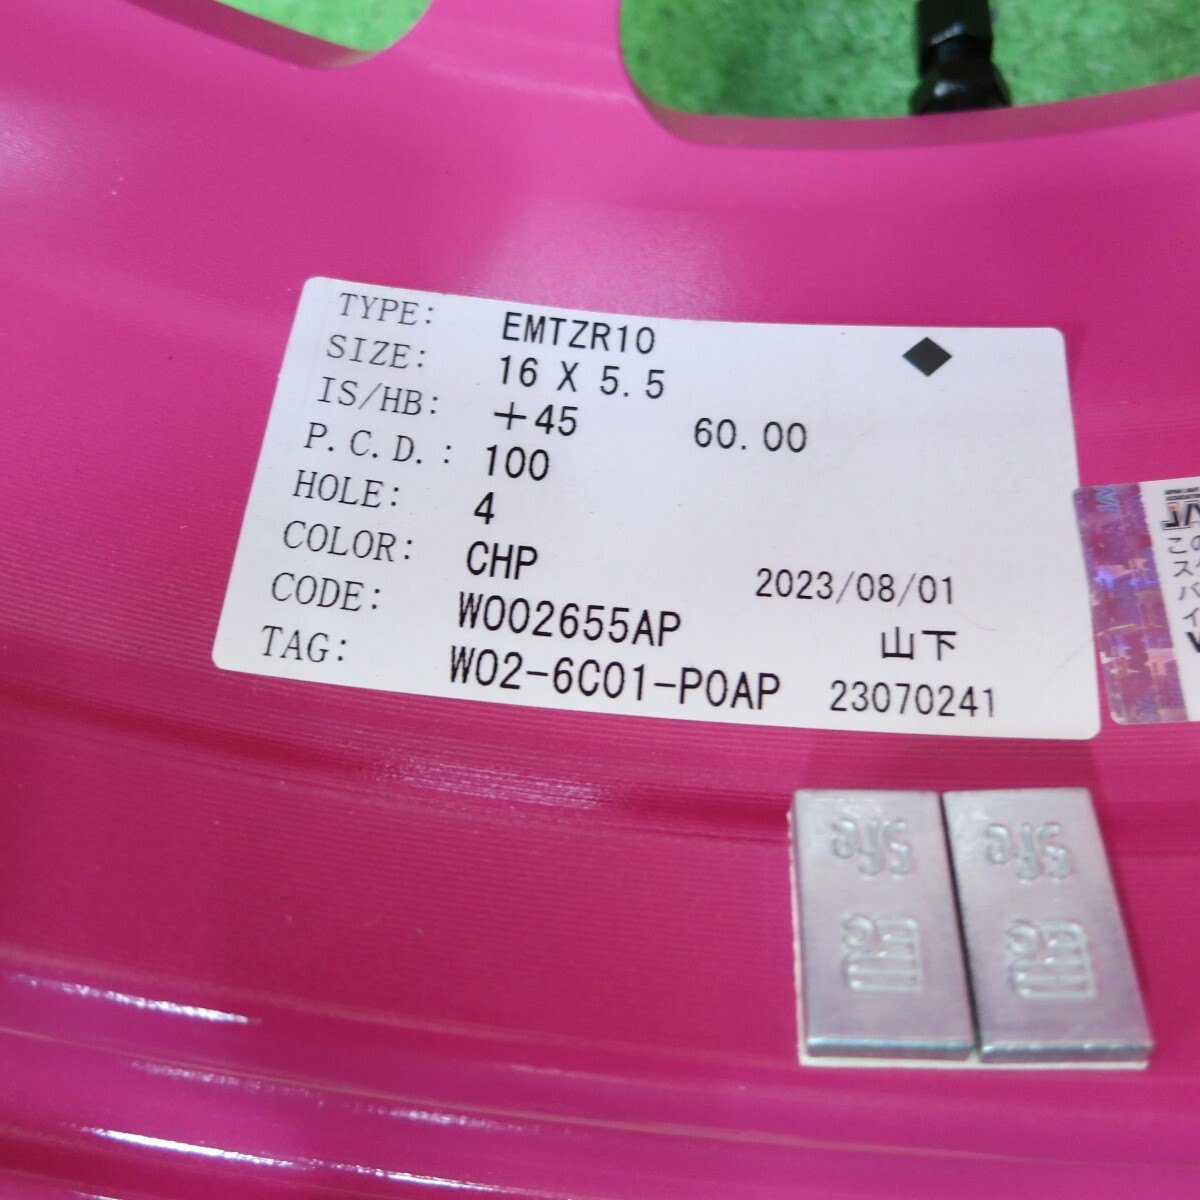 TYPE: EMTZR10
SIZE: 16 X 5.5
IS/HB: +45 60.00
P.C.D.: 100
HOLE: 4
COLOR: CHP
CODE: W002655AP 2023/08/01
山下
TAG: W02-6C01-P0AP 23070241